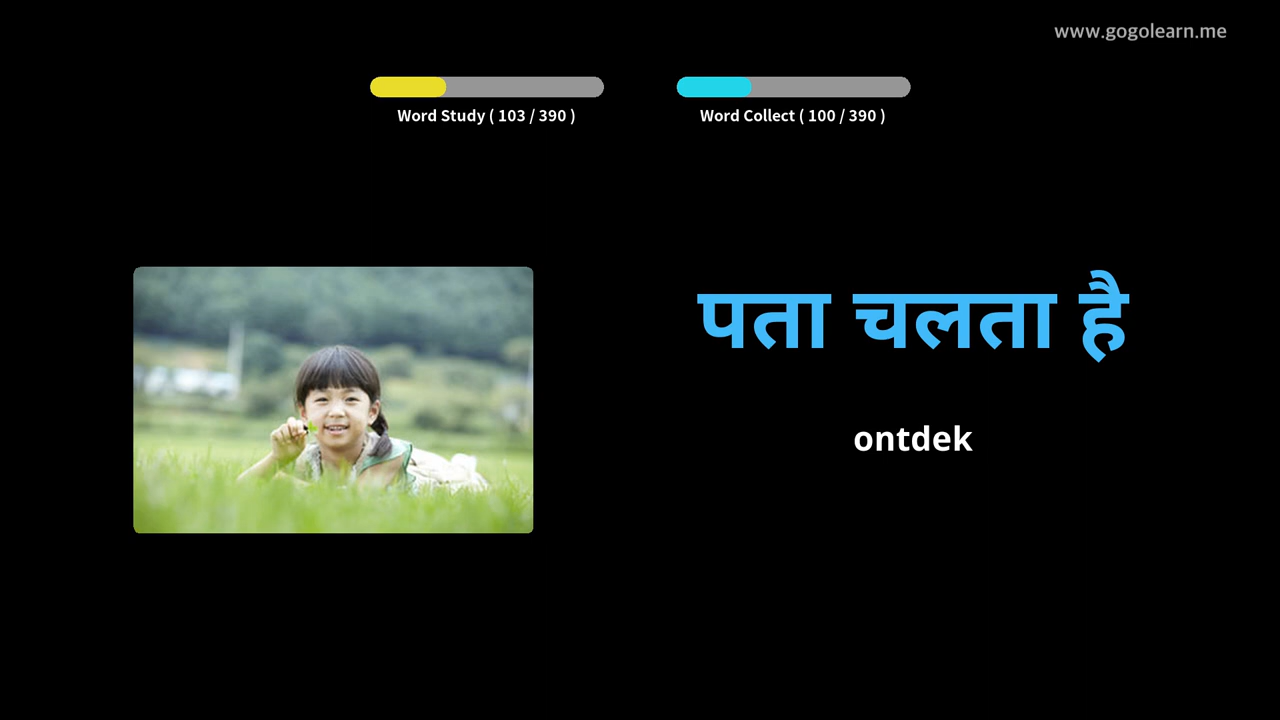 www.gogolearn.me
Word Study ( 103 / 390 )
Word Collect ( 100 / 390 )
पता चलता है
ontdek